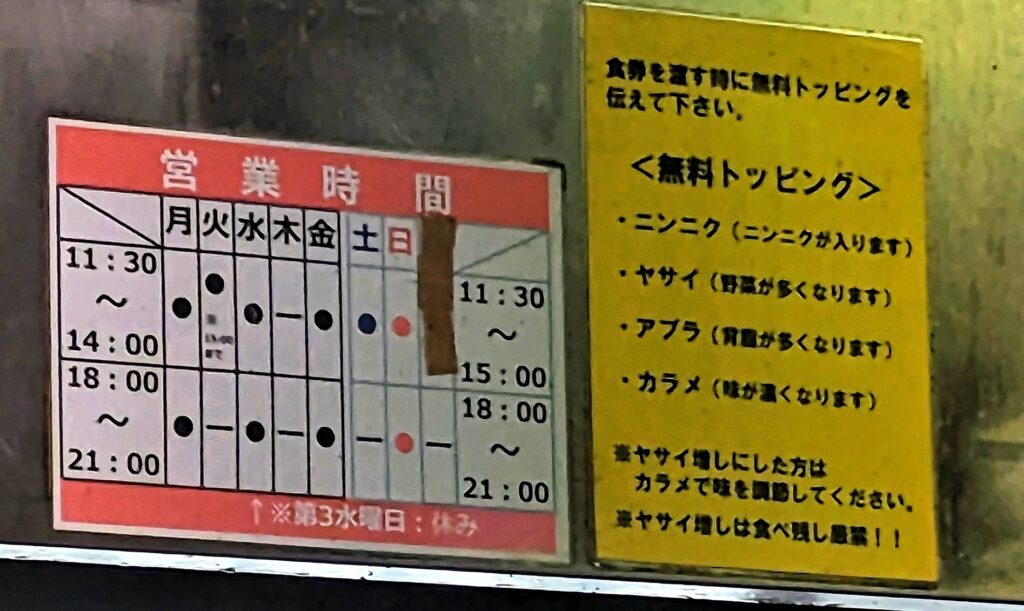 営業時間
月 火 水 木 金 土 日
11:30 ～ 14:00 ● ● ● — ● ● ● 11:30 ～ 15:00
15:00
まで
18:00 ～ 21:00 ● — ● — ● — ● — 18:00 ～ 21:00
↑※第3水曜日:休み
食券を渡す時に無料トッピングを
伝えて下さい。
＜無料トッピング＞
・ニンニク（ニンニクが入ります）
・ヤサイ（野菜が多くなります）
・アブラ（背脂が多くなります）
・カラメ（味が濃くなります）
※ヤサイ増しにした方は
カラメで味を調節してください。
※ヤサイ増しは食べ残し厳禁！！